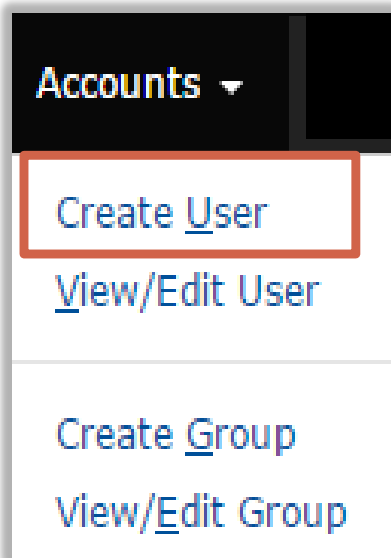 Accounts
Create User
View/Edit User
Create Group
View/Edit Group